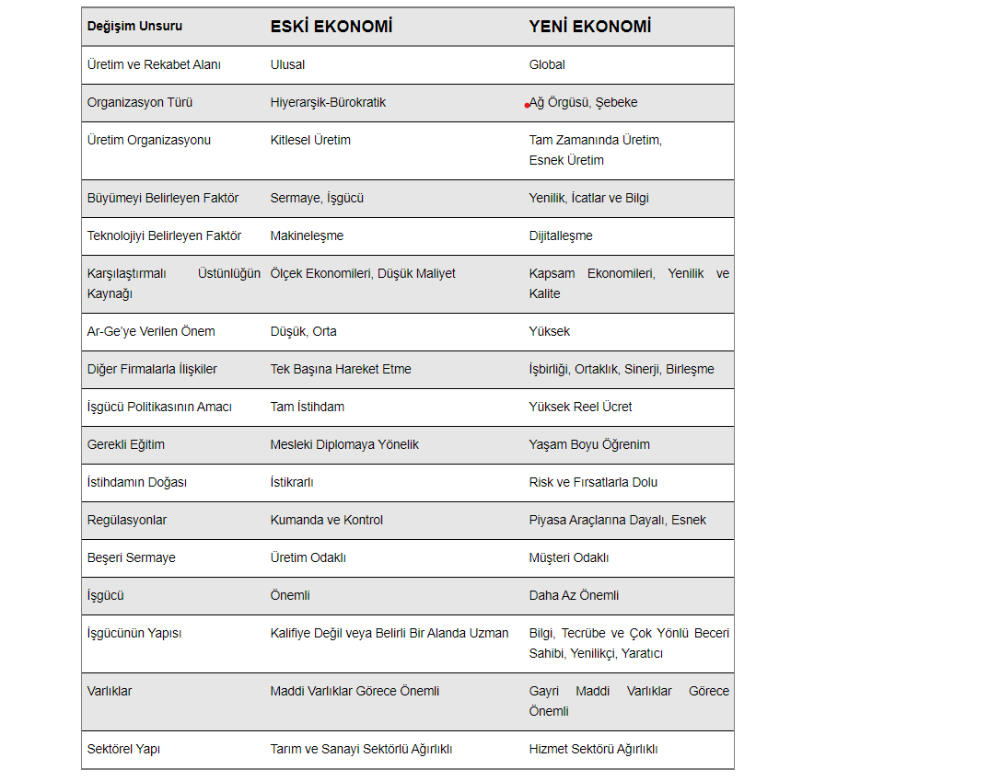 Değişim Unsuru ESKİ EKONOMİ YENİ EKONOMİ
Üretim ve Rekabet Alanı Ulusal Global
Organizasyon Türü Hiyerarşik-Bürokratik Ağ Örgüsü, Şebeke
Üretim Organizasyonu Kitlesel Üretim Tam Zamanında Üretim,
Esnek Üretim
Büyümeyi Belirleyen Faktör Sermaye, İşgücü Yenilik, İcatlar ve Bilgi
Teknolojiyi Belirleyen Faktör Makineleşme Dijitalleşme
Karşılaştırmalı Üstünlüğün Ölçek Ekonomileri, Düşük Maliyet Kapsam Ekonomileri, Yenilik ve
Kaynağı Kalite
Ar-Ge'ye Verilen Önem Düşük, Orta Yüksek
Diğer Firmalarla İlişkiler Tek Başına Hareket Etme İşbirliği, Ortaklık, Sinerji, Birleşme
İşgücü Politikasının Amacı Tam İstihdam Yüksek Reel Ücret
Gerekli Eğitim Mesleki Diplomaya Yönelik Yaşam Boyu Öğrenim
İstihdamın Doğası İstikrarlı Risk ve Fırsatlarla Dolu
Regülasyonlar Kumanda ve Kontrol Piyasa Araçlarına Dayalı, Esnek
Beşeri Sermaye Üretim Odaklı Müşteri Odaklı
İşgücü Önemli Daha Az Önemli
İşgücünün Yapısı Kalifiye Değil veya Belirli Bir Alanda Uzman Bilgi, Tecrübe ve Çok Yönlü Beceri
Sahibi, Yenilikçi, Yaratıcı
Varlıklar Maddi Varlıklar Görece Önemli Gayri Maddi Varlıklar Görece
Önemli
Sektörel Yapı Tarım ve Sanayi Sektörlü Ağırlıklı Hizmet Sektörü Ağırlıklı